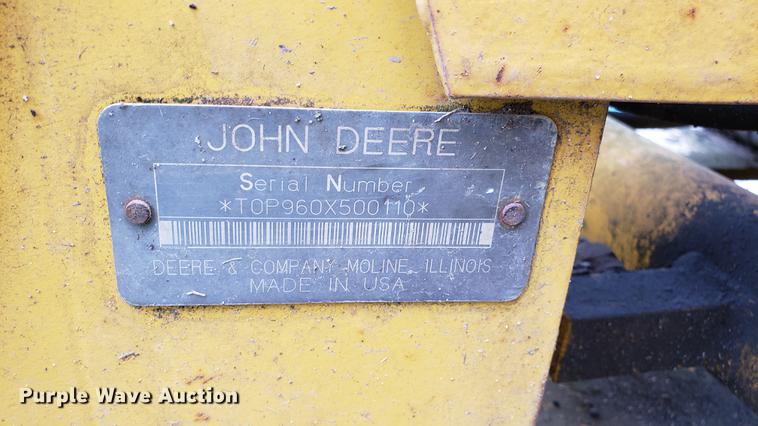 JOHN DEERE
Serial Number
*T0P960X500110*
DEERE & COMPANY MOLINE, ILLINOIS
MADE IN USA
Purple Wave Auction